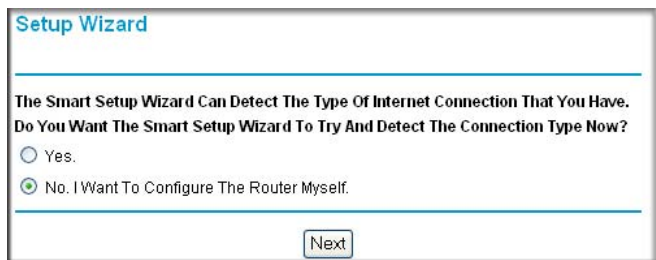 Setup Wizard
The Smart Setup Wizard Can Detect The Type Of Internet Connection That You Have.
Do You Want The Smart Setup Wizard To Try And Detect The Connection Type Now?
Yes.
No. I Want To Configure The Router Myself.
Next